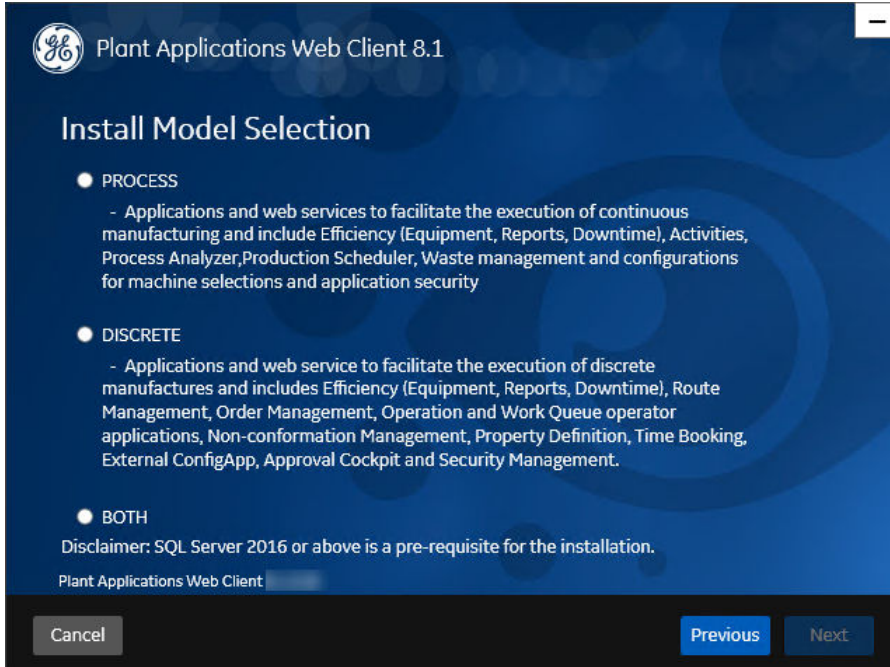 Plant Applications Web Client 8.1
Install Model Selection
PROCESS
- Applications and web services to facilitate the execution of continuous
manufacturing and include Efficiency (Equipment, Reports, Downtime), Activities,
Process Analyzer,Production Scheduler, Waste management and configurations
for machine selections and application security
DISCRETE
- Applications and web service to facilitate the execution of discrete
manufactures and includes Efficiency (Equipment, Reports, Downtime), Route
Management, Order Management, Operation and Work Queue operator
applications, Non-conformation Management, Property Definition, Time Booking,
External ConfigApp, Approval Cockpit and Security Management.
BOTH
Disclaimer: SQL Server 2016 or above is a pre-requisite for the installation.
Plant Applications Web Client
Cancel
Previous
Next